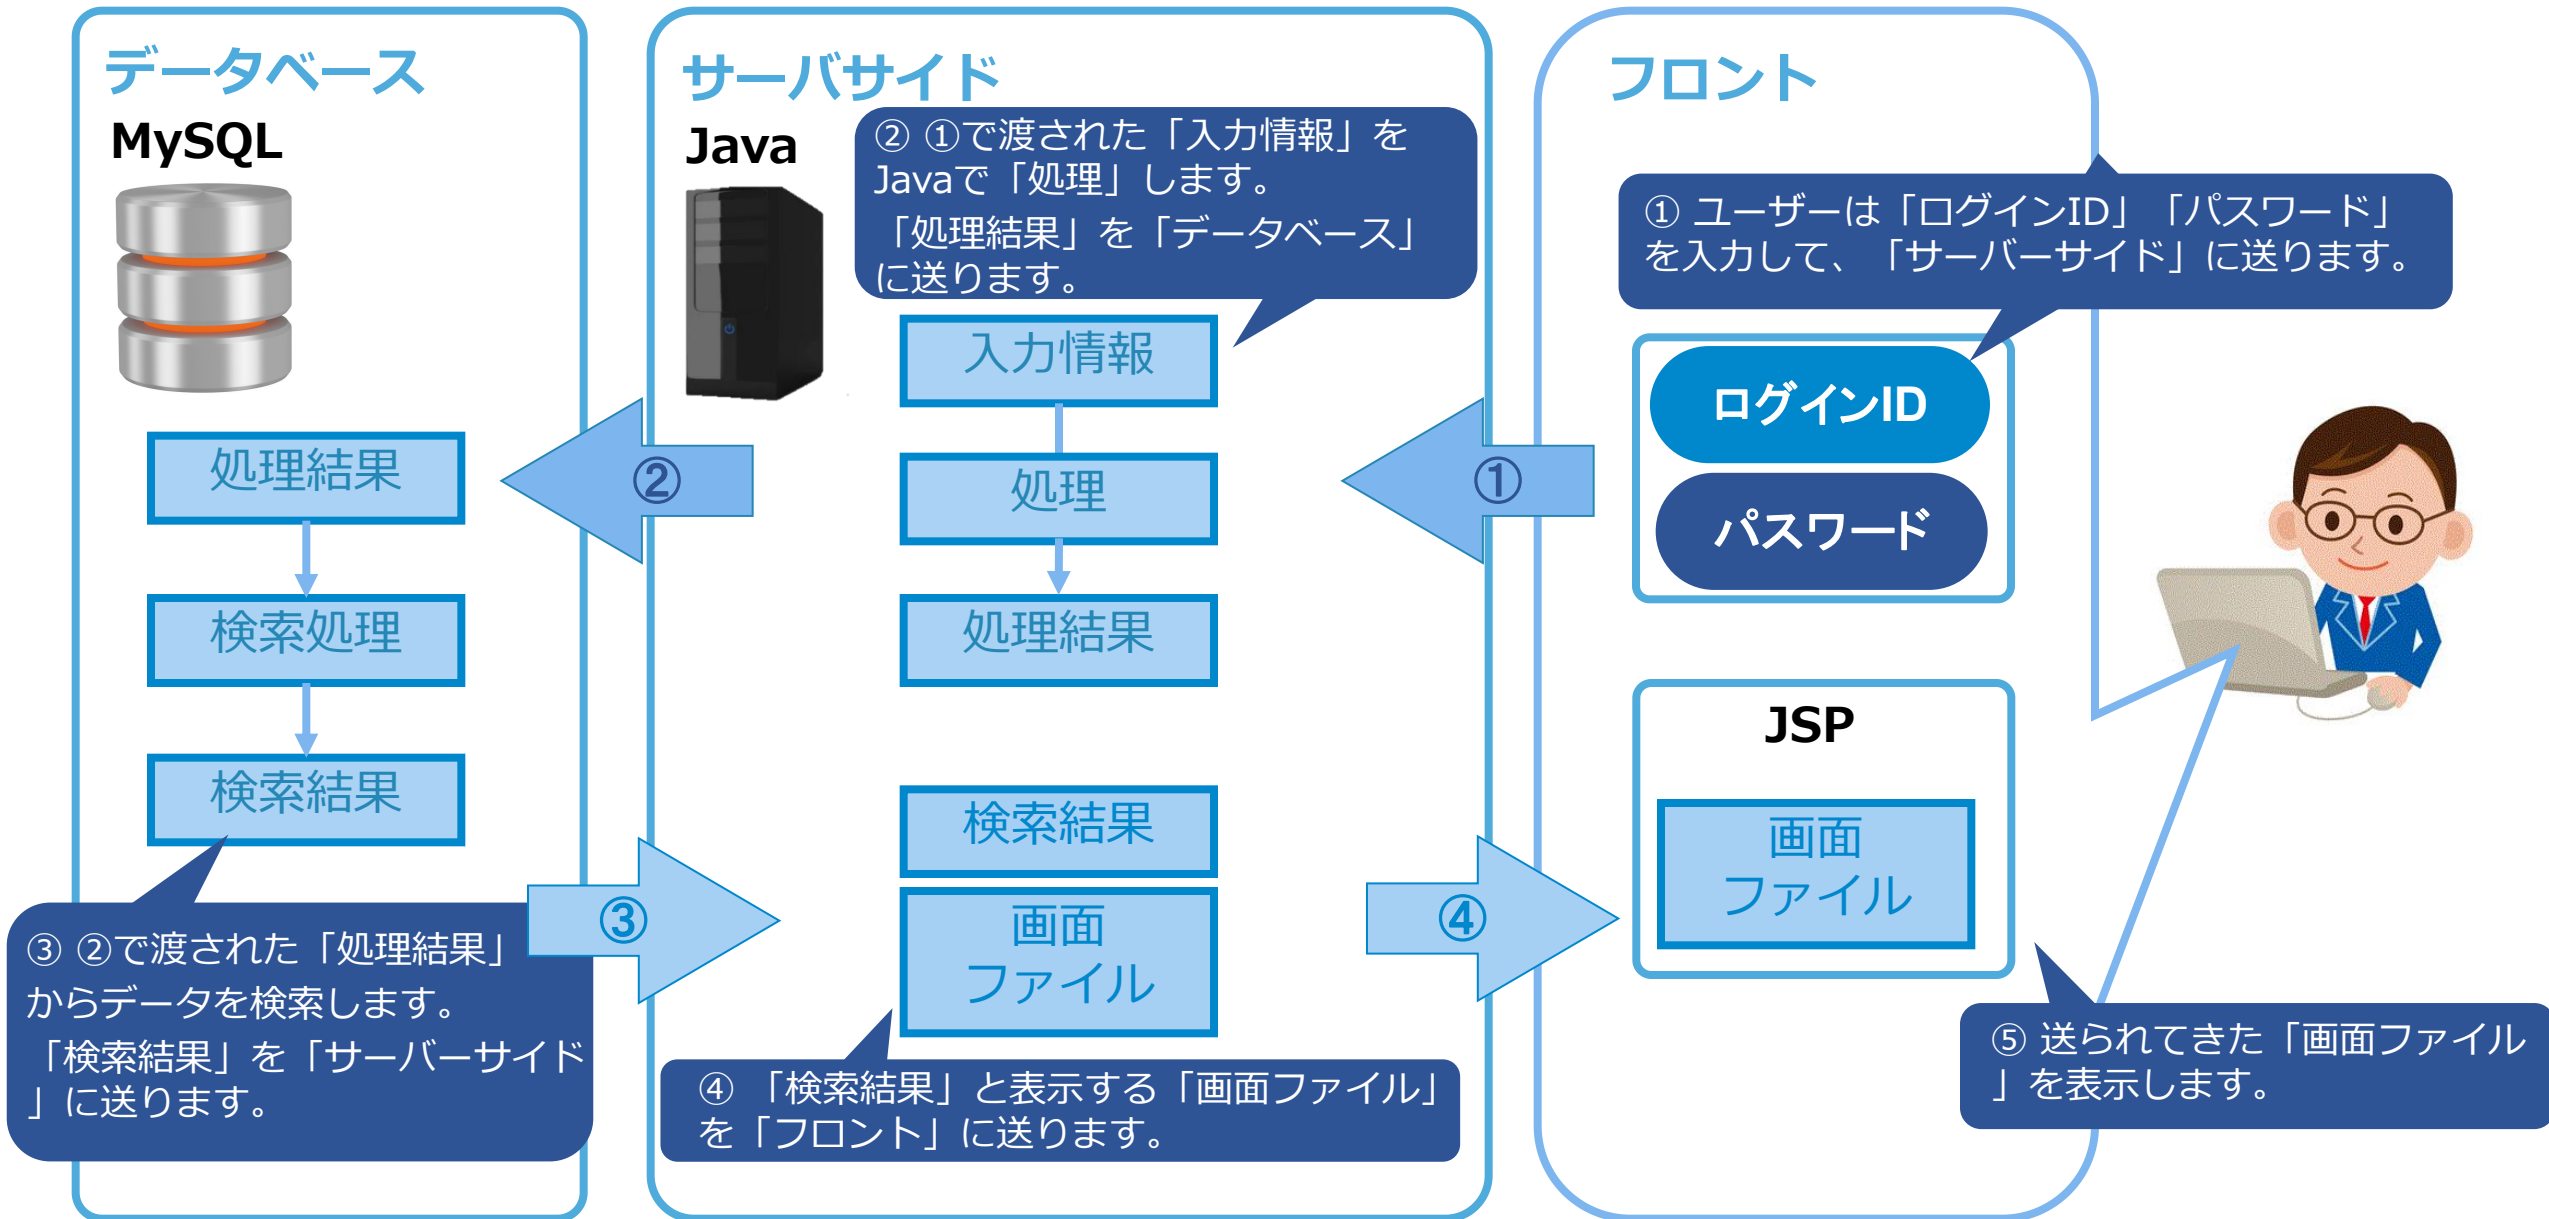 データベース
MySQL
処理結果
検索処理
検索結果
③ ②で渡された「処理結果」
からデータを検索します。
「検索結果」を「サーバーサイド
」に送ります。
②
③
サーバサイド
Java
② ①で渡された「入力情報」を
Javaで「処理」します。
「処理結果」を「データベース」
に送ります。
入力情報
処理
処理結果
検索結果
画面
ファイル
④ 「検索結果」と表示する「画面ファイル」
を「フロント」に送ります。
①
④
フロント
① ユーザーは「ログインID」「パスワード」
を入力して、「サーバーサイド」に送ります。
ログインID
パスワード
JSP
画面
ファイル
⑤ 送られてきた「画面ファイル
」を表示します。